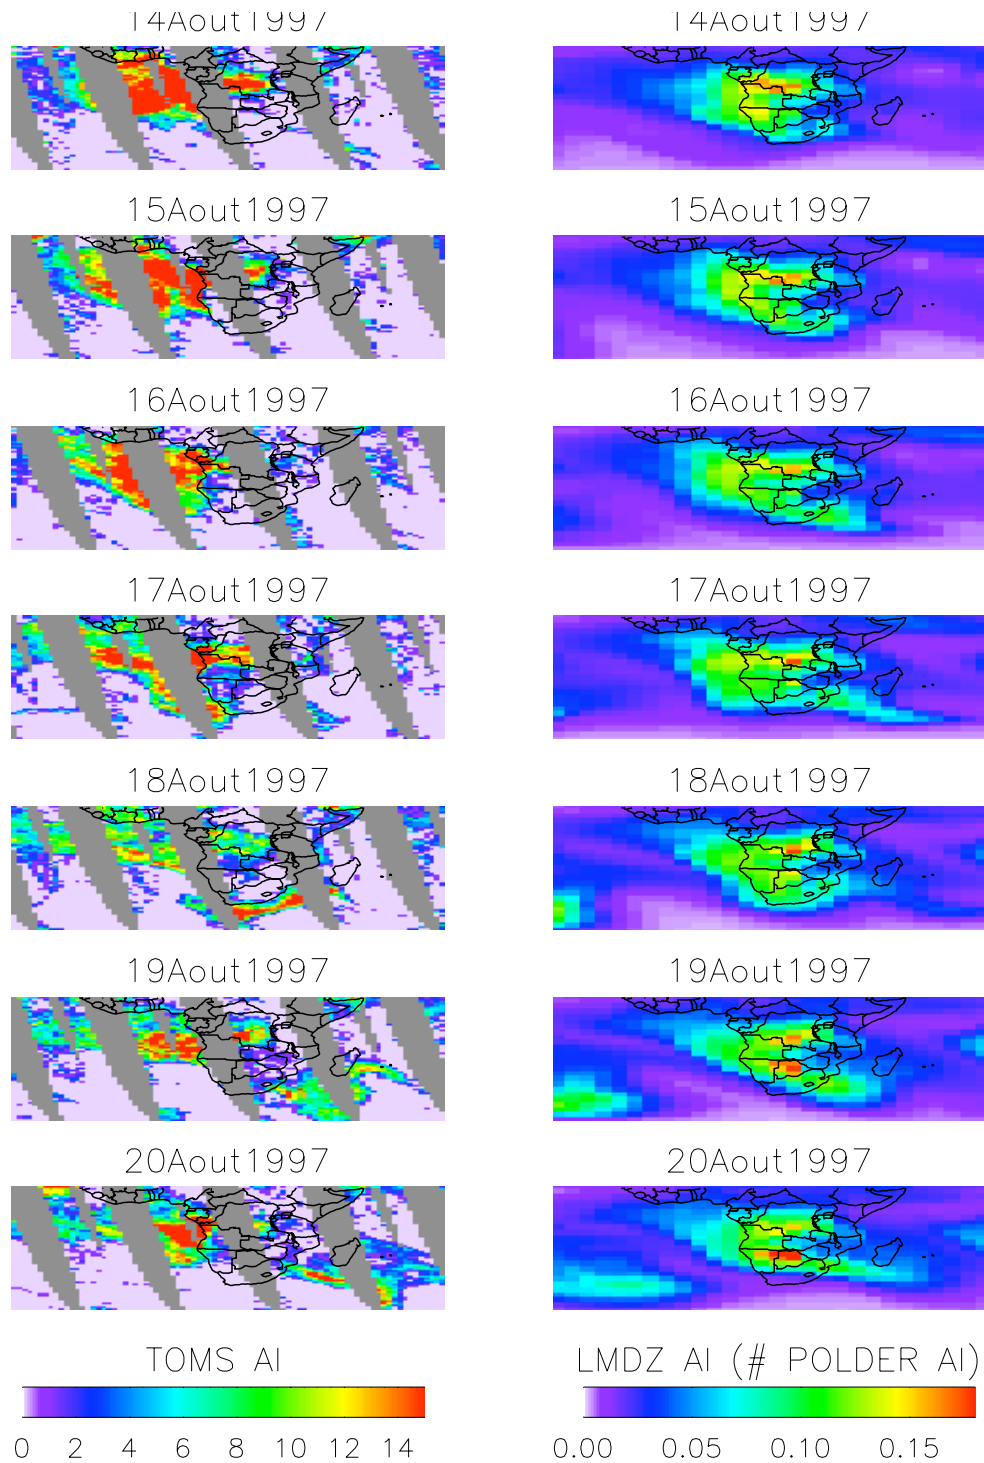 14Aout1997 14Aout1997
15Aout1997 15Aout1997
16Aout1997 16Aout1997
17Aout1997 17Aout1997
18Aout1997 18Aout1997
19Aout1997 19Aout1997
20Aout1997 20Aout1997
TOMS AI LMDZ AI (# POLDER AI)
0 2 4 6 8 10 12 14 0.00 0.05 0.10 0.15